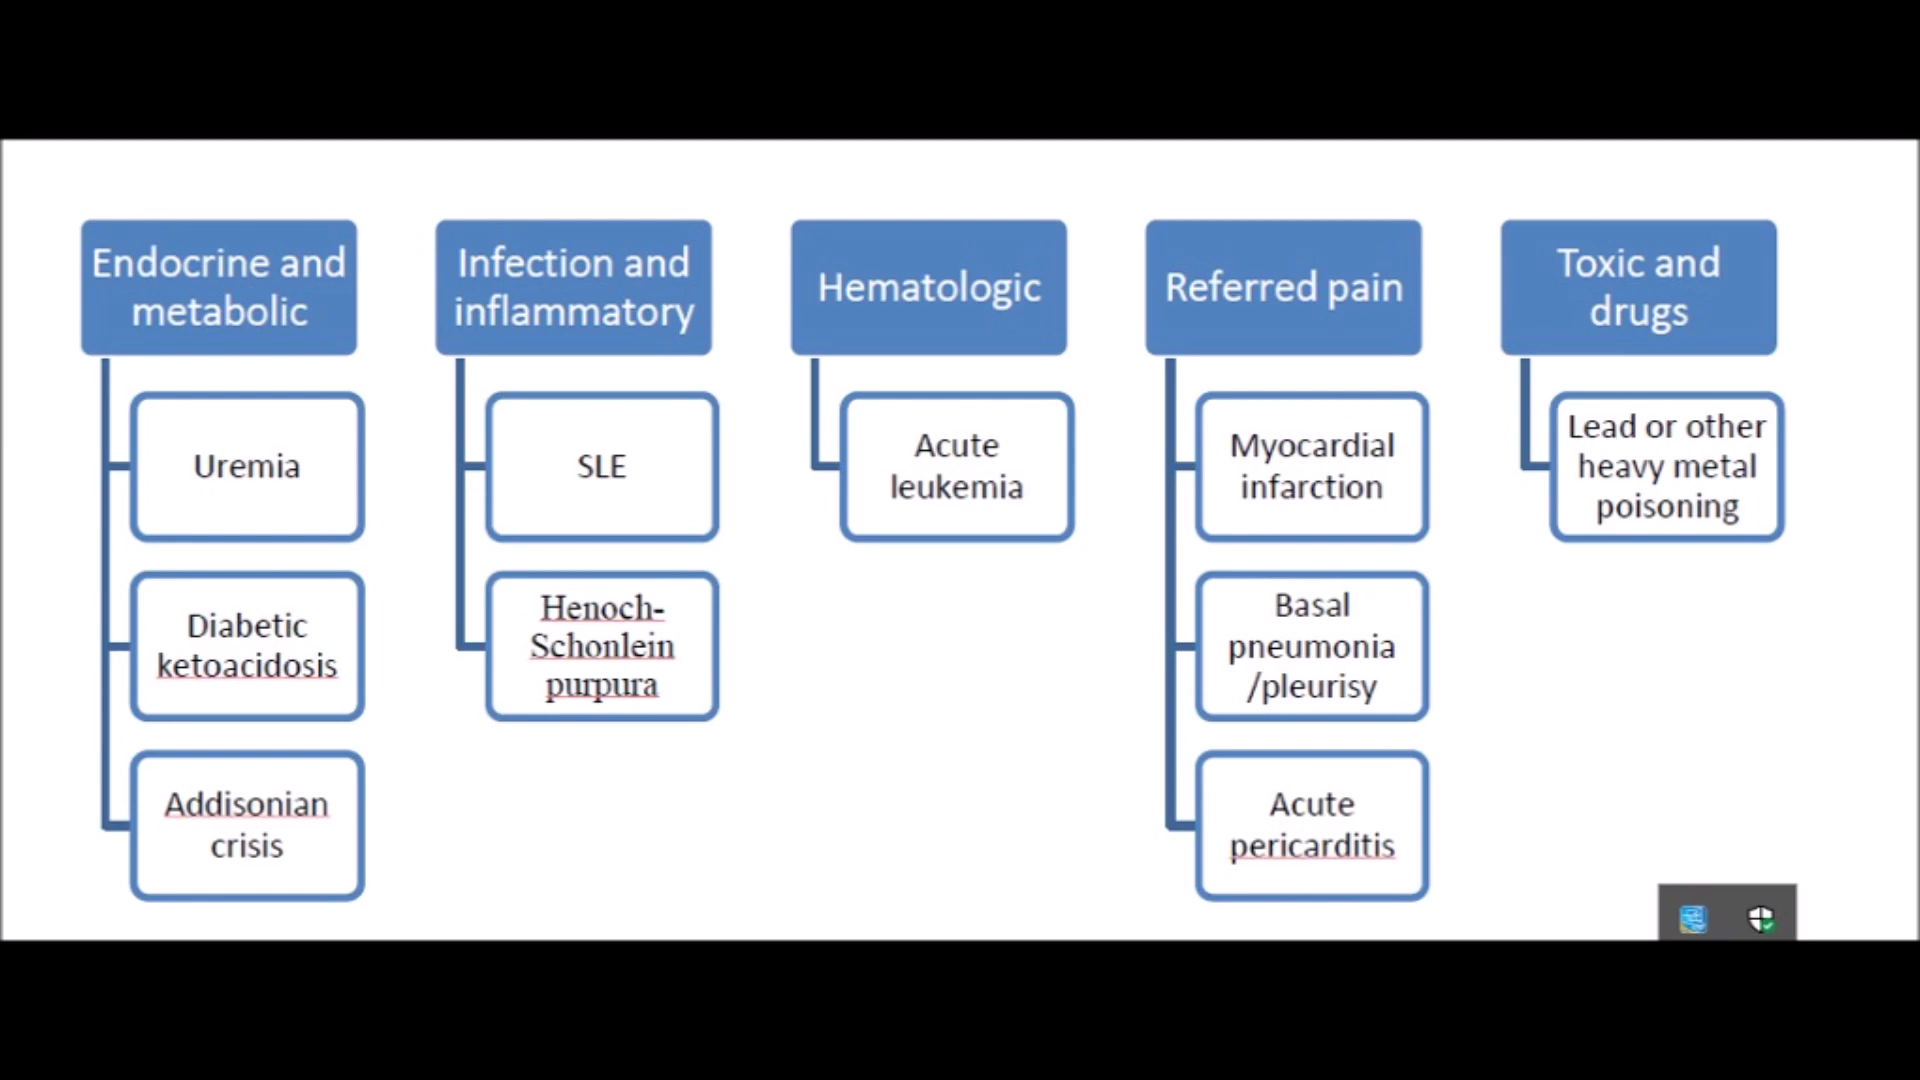 Endocrine and
metabolic
Uremia
Diabetic
ketoacidosis
Addisonian
crisis
Infection and
inflammatory
SLE
Henoch-
Schonlein
purpura
Hematologic
Acute
leukemia
Referred pain
Myocardial
infarction
Basal
pneumonia
/pleurisy
Acute
pericarditis
Toxic and
drugs
Lead or other
heavy metal
poisoning